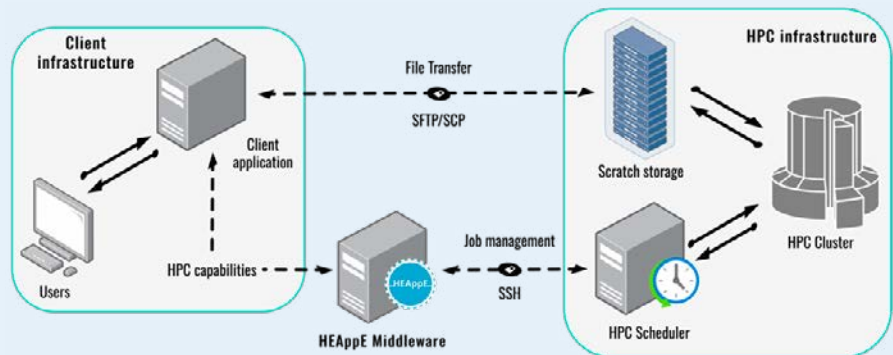 Client
infrastructure
HPC infrastructure
File Transfer
SFTP/SCP
Client
application
Scratch storage
HPC Cluster
Job management
HPC capabilities
HEAppE
SSH
Users
HPC Scheduler
HEAppE Middleware